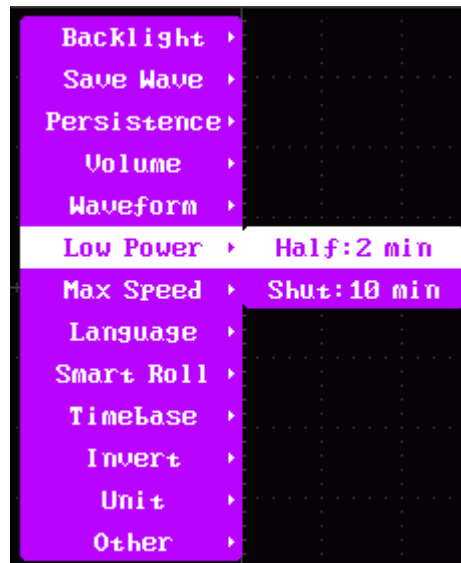 Backlight
Save Wave
Persistence
Volume
Waveform
Low Power
Half:2 min
Max Speed
Shut:10 min
Language
Smart Roll
Timebase
Invert
Unit
Other